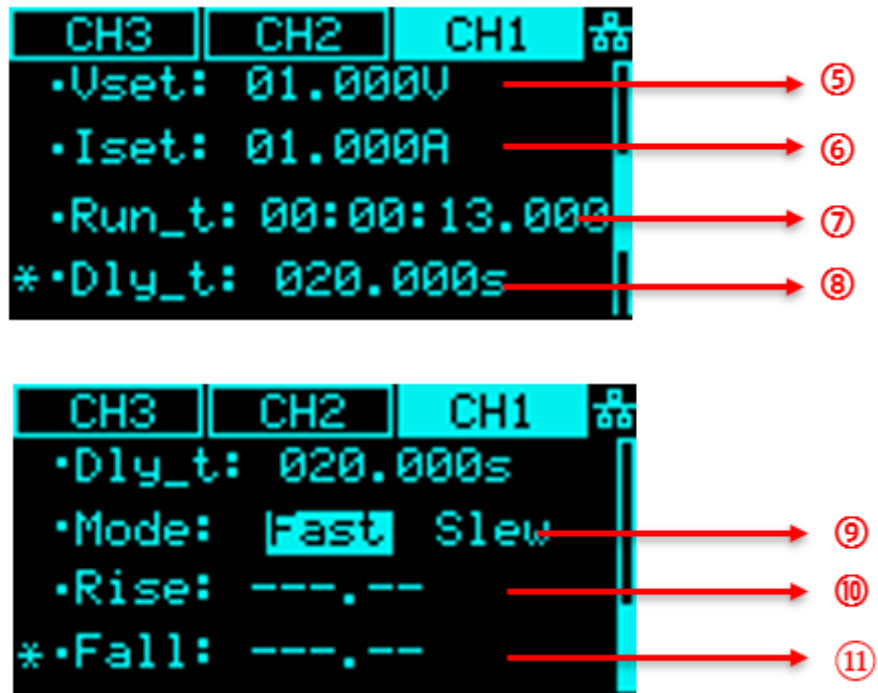 CH3 CH2 CH1
•Vset: 01.000V ⑤
•Iset: 01.000A ⑥
•Run_t: 00:00:13.000 ⑦
*•Dly_t: 020.000s ⑧
CH3 CH2 CH1
•Dly_t: 020.000s
•Mode: Fast Slew ⑨
•Rise: ---.-- ⑩
*•Fall: ---.-- ⑪